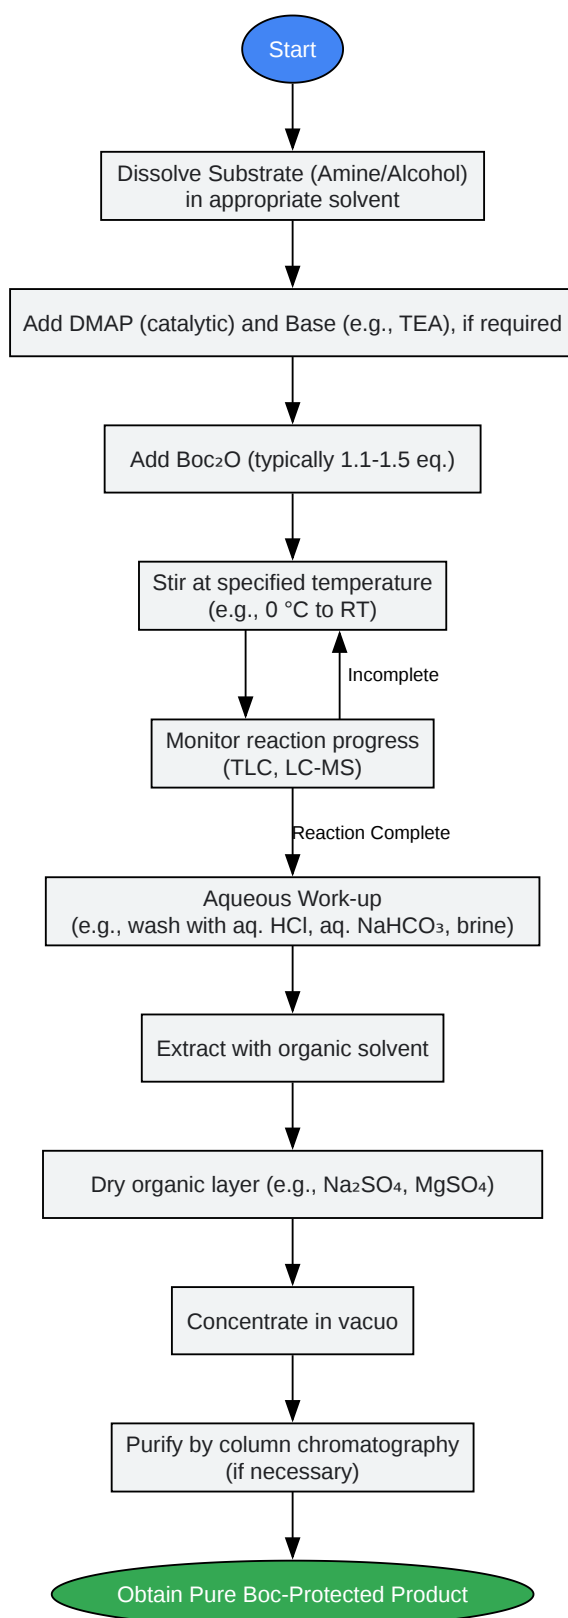 Start
Dissolve Substrate (Amine/Alcohol)
in appropriate solvent
Add DMAP (catalytic) and Base (e.g., TEA), if required
Add Boc₂O (typically 1.1-1.5 eq.)
Stir at specified temperature
(e.g., 0 °C to RT)
Incomplete
Monitor reaction progress
(TLC, LC-MS)
Reaction Complete
Aqueous Work-up
(e.g., wash with aq. HCl, aq. NaHCO₃, brine)
Extract with organic solvent
Dry organic layer (e.g., Na₂SO₄, MgSO₄)
Concentrate in vacuo
Purify by column chromatography
(if necessary)
Obtain Pure Boc-Protected Product